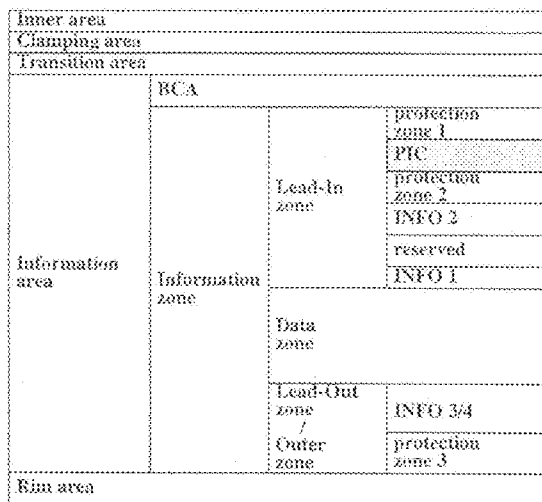 Inner area
Clamping area
Transition area
BCA
protection
zone 1
PIC
protection
zone 2
Lead-In
zone
INFO 2
reserved
INFO 1
Information
area
Information
zone
Data
zone
Lead-Out
zone
/
Outer
zone
INFO 3/4
protection
zone 3
Rim area